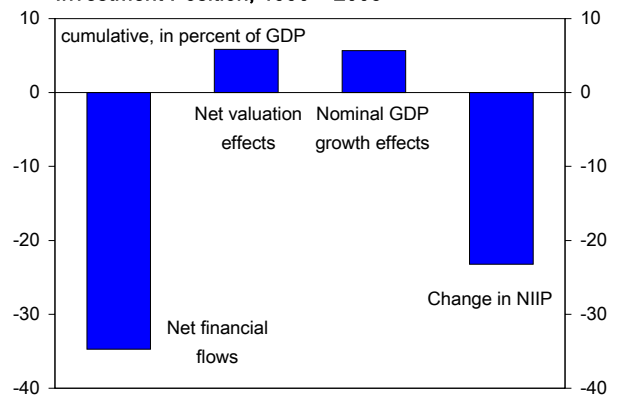 cumulative, in percent of GDP
10
10
0
0
Net valuation
effects
Nominal GDP
growth effects
-10
-10
-20
-20
Change in NIIP
-30
-30
Net financial
flows
-40
-40